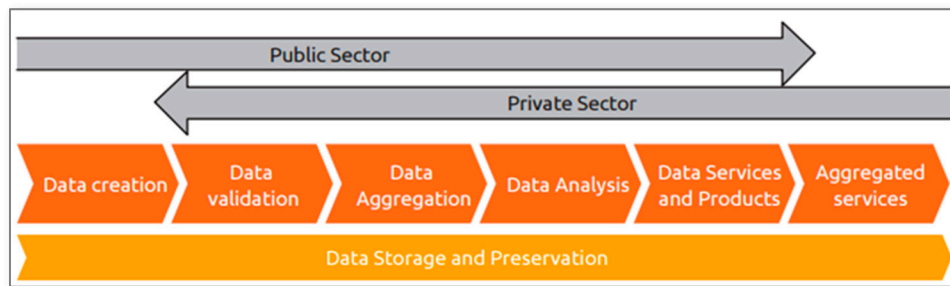 Public Sector
Private Sector
Data creation
Data
validation
Data
Aggregation
Data Analysis
Data Services
and Products
Aggregated
services
Data Storage and Preservation